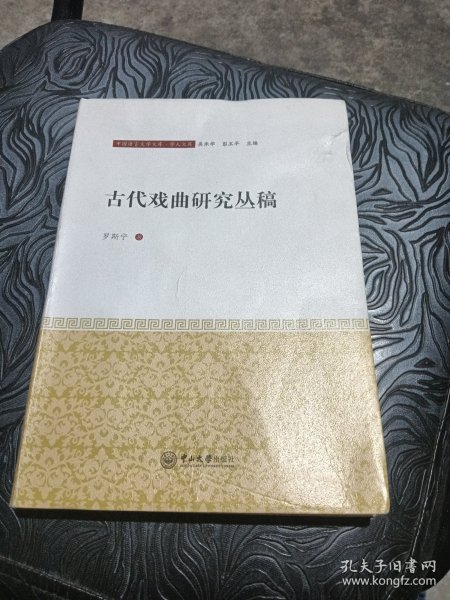 中国语言文学文库·学人文库 吴承学 彭玉平 主编
古代戏曲研究丛稿
罗斯宁 著
中山大学出版社
孔夫子旧书网
www.kongfz.com